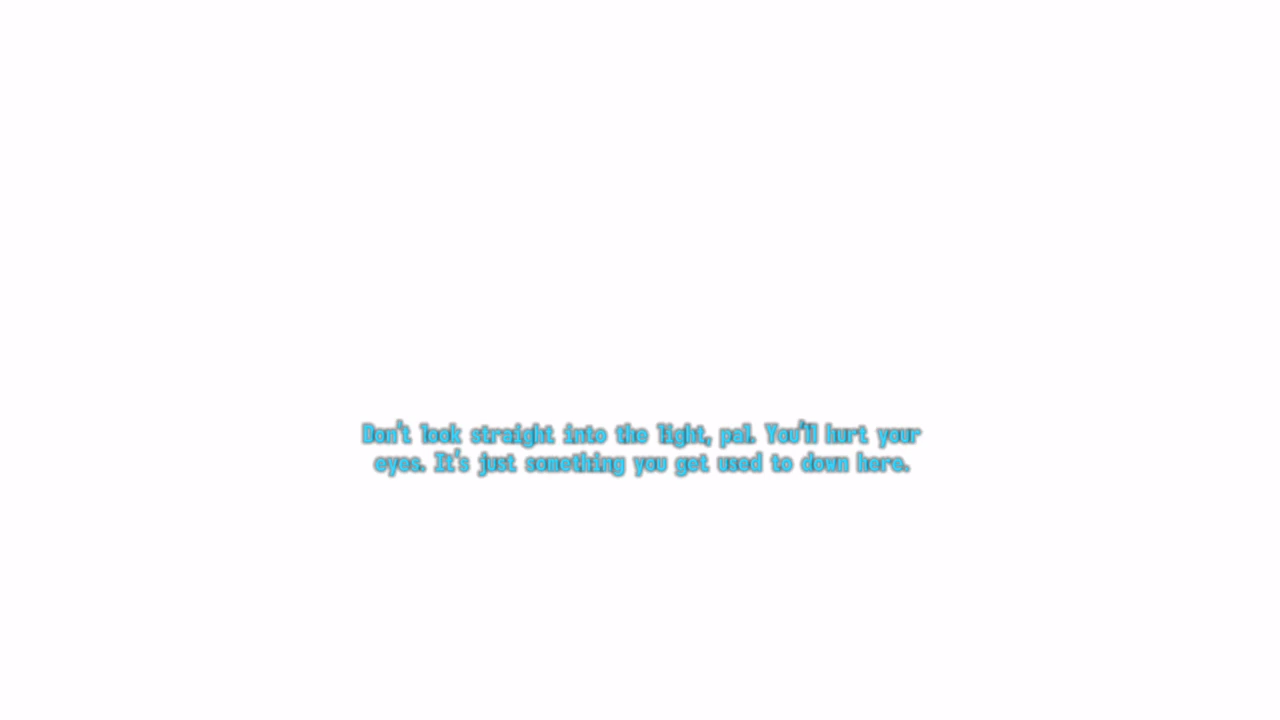 Don't look straight into the light, pal. You'll hurt your
eyes. It's just something you get used to down here.